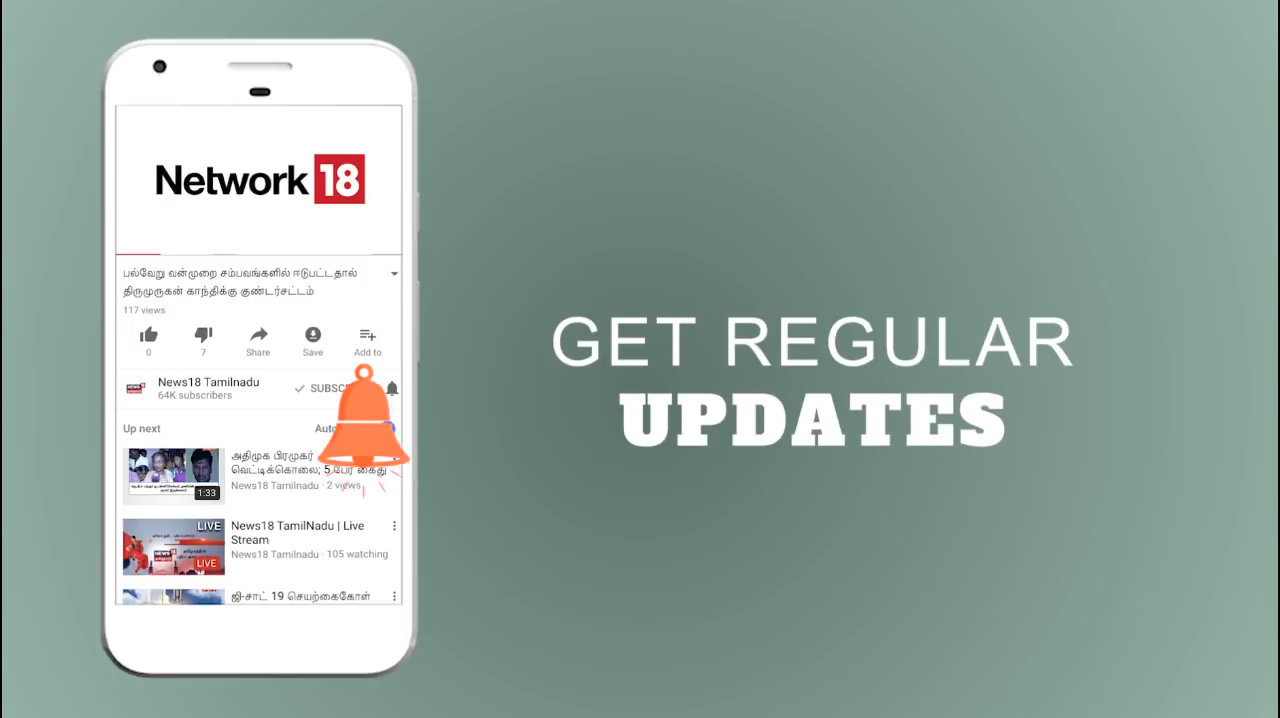 Network 18
பல்வேறு வன்முறை சம்பவங்களில் ஈடுபட்டதால்
திருமுருகன் காந்திக்கு குண்டர்சட்டம்
117 views
0 7 Share Save Add to
News18 Tamilnadu
64K subscribers
GET REGULAR
UPDATES
Up next
அதிமுக பிரமுகர்
வெட்டிக்கொலை; 5 பேர் கைது
News18 Tamilnadu · 2 views
1:33
LIVE
News18 TamilNadu | Live
Stream
News18 Tamilnadu · 105 watching
LIVE
ஜி-சாட் 19 செயற்கைகோள்